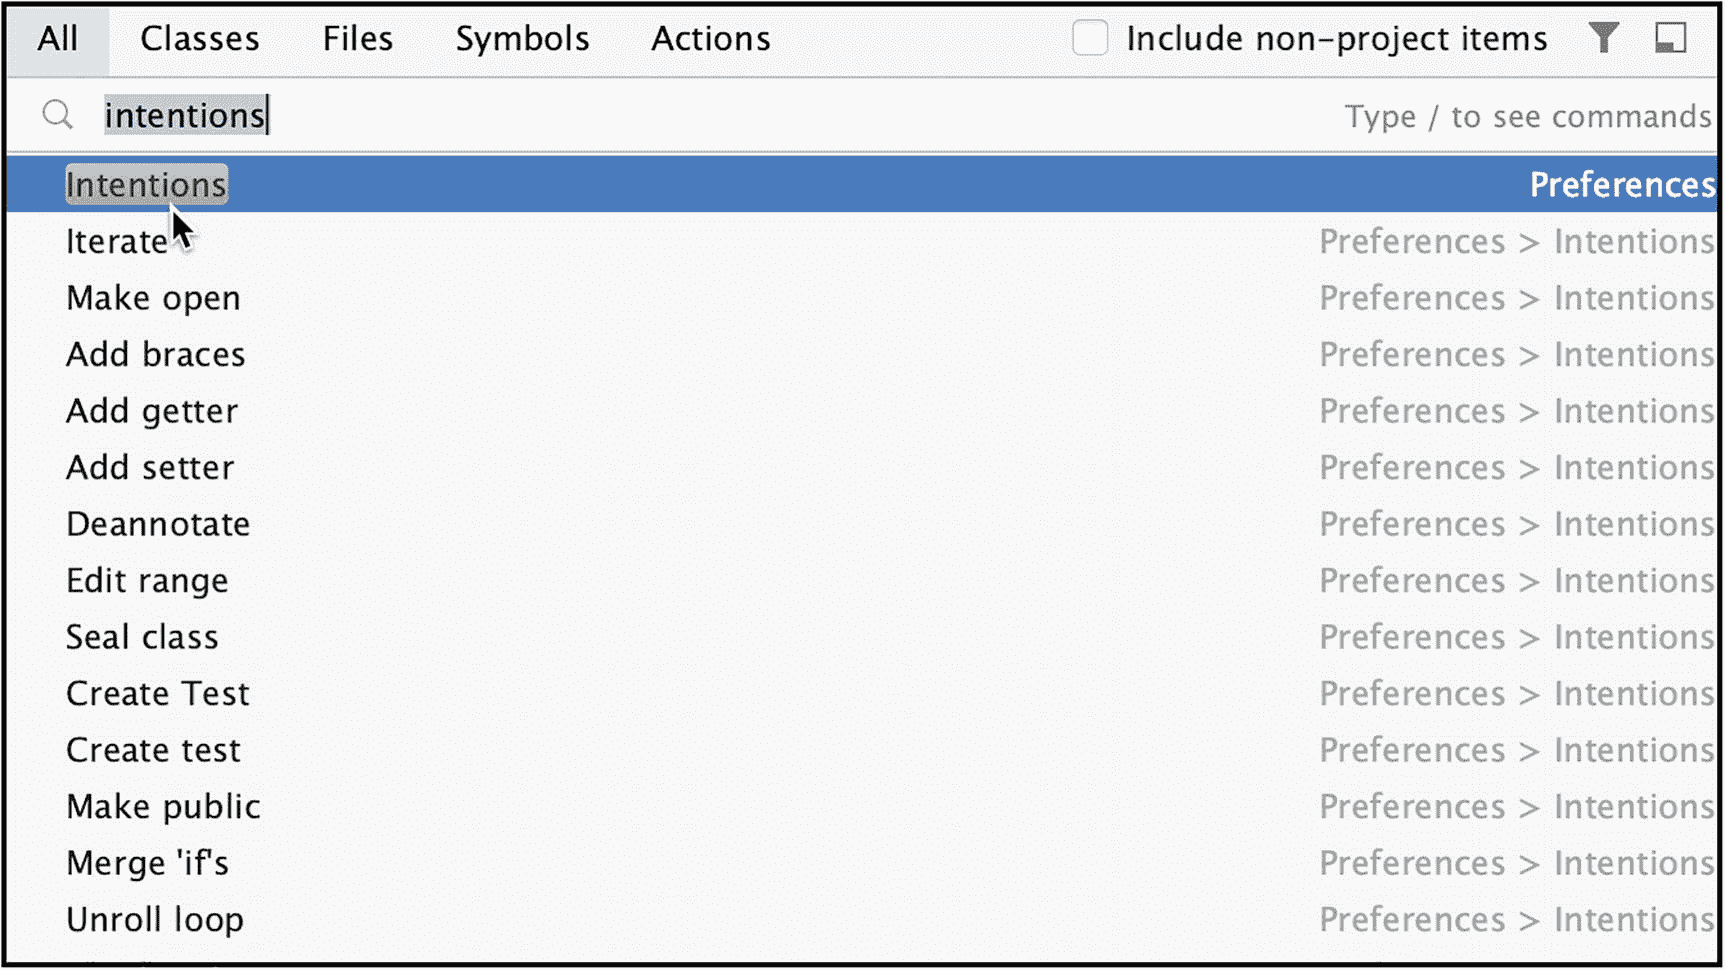 All Classes Files Symbols Actions Include non-project items
intentions Type / to see commands
Intentions Preferences
Iterate Preferences > Intentions
Make open Preferences > Intentions
Add braces Preferences > Intentions
Add getter Preferences > Intentions
Add setter Preferences > Intentions
Deannotate Preferences > Intentions
Edit range Preferences > Intentions
Seal class Preferences > Intentions
Create Test Preferences > Intentions
Create test Preferences > Intentions
Make public Preferences > Intentions
Merge 'if's Preferences > Intentions
Unroll loop Preferences > Intentions